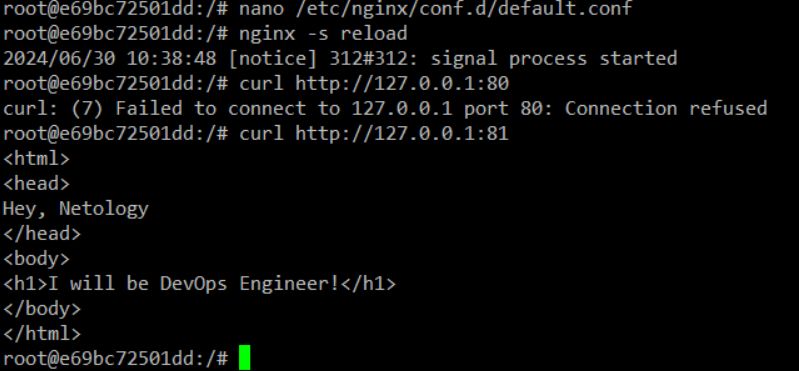 root@e69bc72501dd:/# nano /etc/nginx/conf.d/default.conf
root@e69bc72501dd:/# nginx -s reload
2024/06/30 10:38:48 [notice] 312#312: signal process started
root@e69bc72501dd:/# curl http://127.0.0.1:80
curl: (7) Failed to connect to 127.0.0.1 port 80: Connection refused
root@e69bc72501dd:/# curl http://127.0.0.1:81
<html>
<head>
Hey, Netology
</head>
<body>
<h1>I will be DevOps Engineer!</h1>
</body>
</html>
root@e69bc72501dd:/#